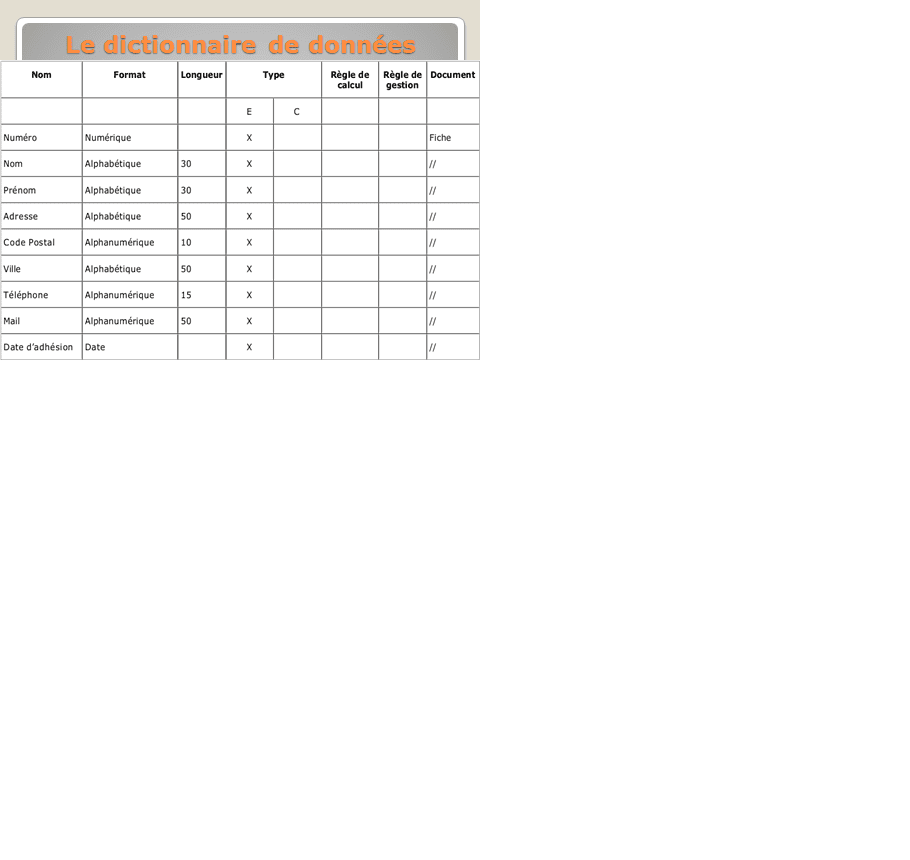 Le dictionnaire de données
Nom Format Longueur Type Règle de calcul Règle de gestion Document
E C
Numéro Numérique X Fiche
Nom Alphabétique 30 X //
Prénom Alphabétique 30 X //
Adresse Alphabétique 50 X //
Code Postal Alphanumérique 10 X //
Ville Alphabétique 50 X //
Téléphone Alphanumérique 15 X //
Mail Alphanumérique 50 X //
Date d’adhésion Date X //